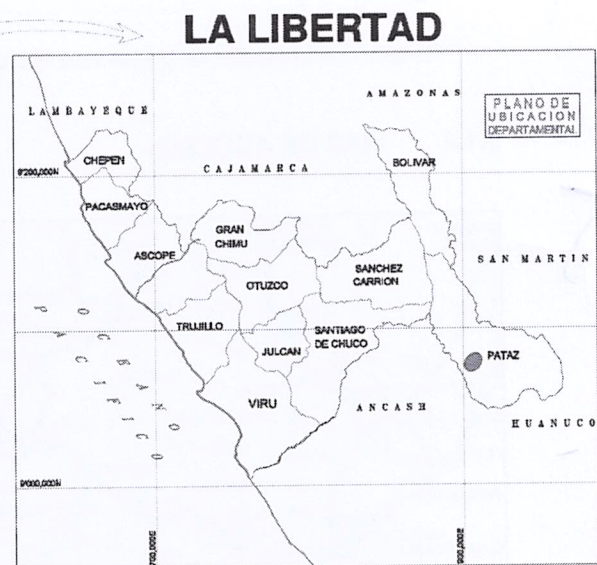 LA LIBERTAD
AMAZONAS
PLANO DE
UBICACION
DEPARTAMENTAL
LAMBAYEQUE
CHEPEN
CAJAMARCA
BOLIVAR
9'200,000N
PACASMAYO
GRAN
CHIMU
ASCOPE
SAN MARTIN
SANCHEZ
CARRION
OTUZCO
OCEANO
PACIFICO
TRUJILLO
SANTIAGO
DE CHUCO
JULCAN
PATAZ
VIRU
ANCASH
HUANUCO
9'000,000N